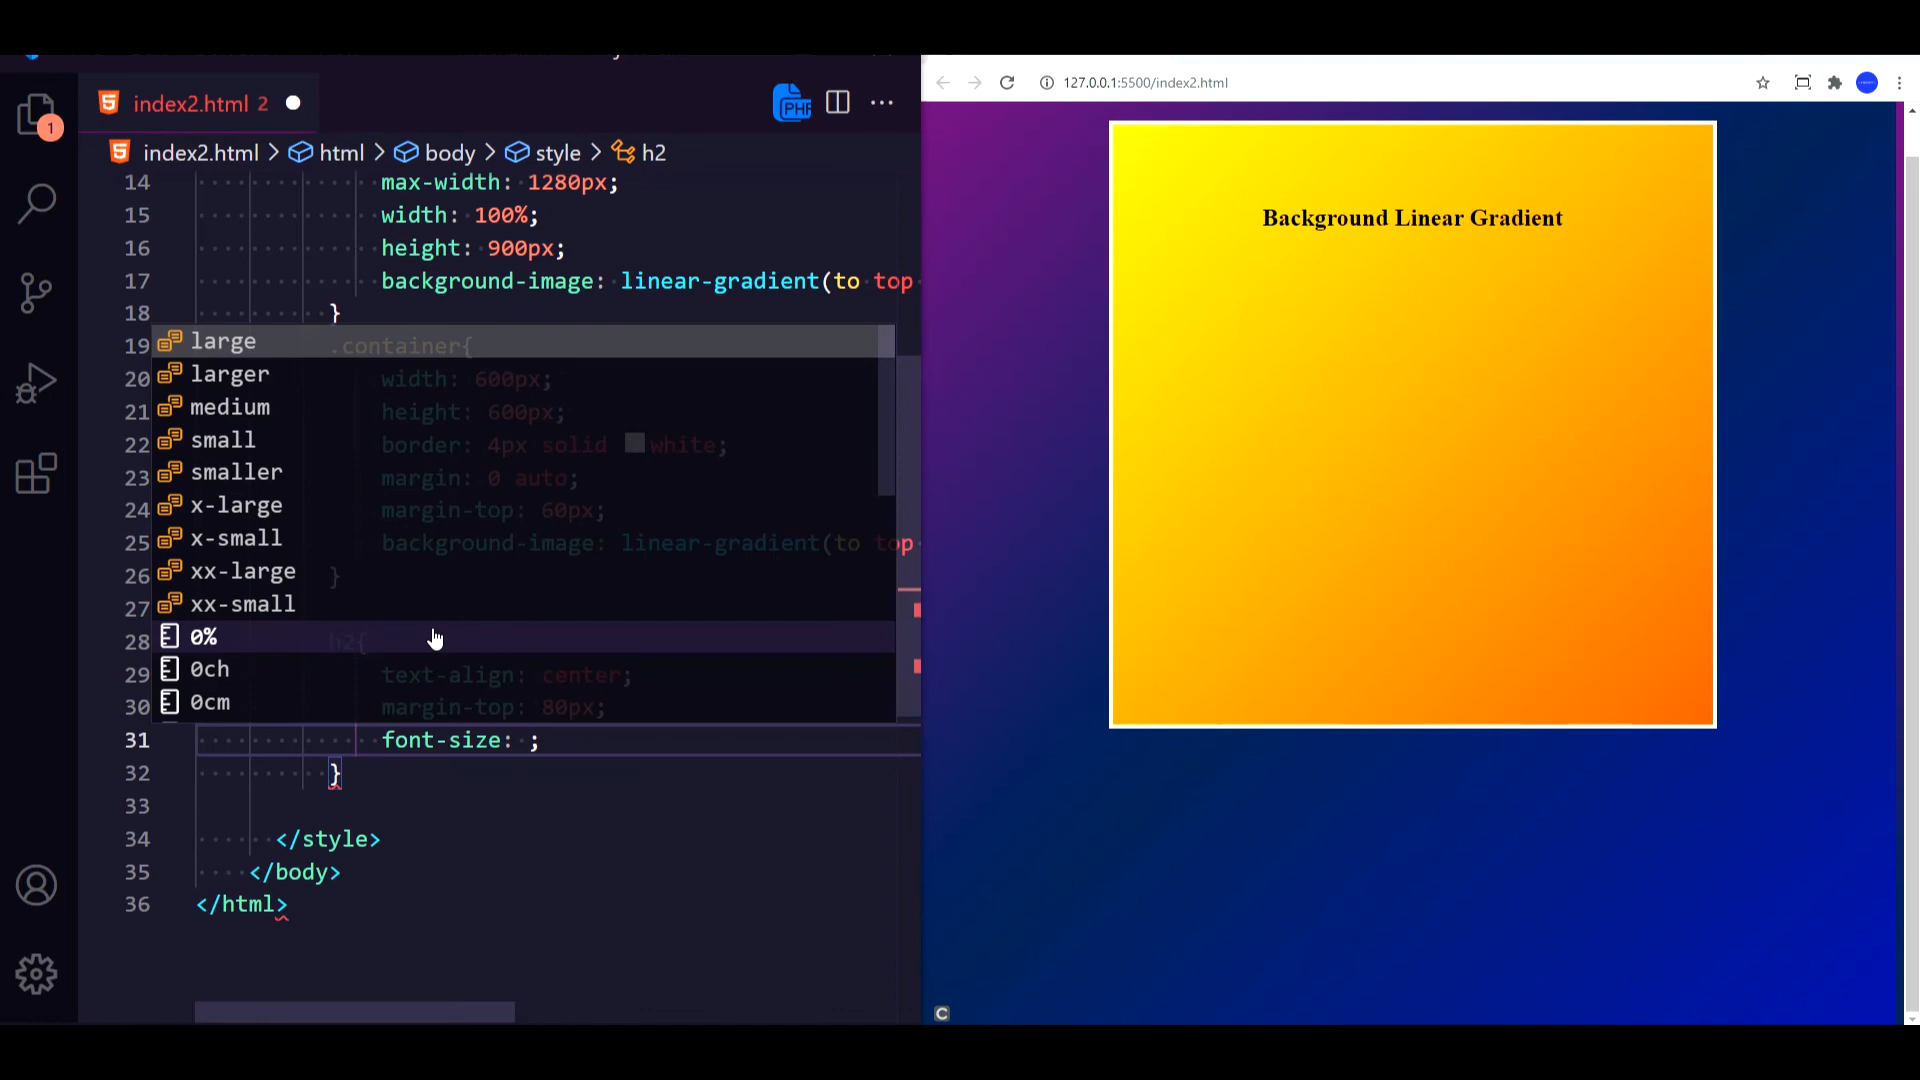 index2.html 2
PHP
index2.html > html > body > style > h2
14 max-width: 1280px;
15 width: 100%;
16 height: 900px;
17 background-image: linear-gradient(to top
18 }
19 .container{
20 width: 600px;
21 height: 600px;
22 border: 4px solid white;
23 margin: 0 auto;
24 margin-top: 60px;
25 background-image: linear-gradient(to top
26 }
27
28 h2{
29 text-align: center;
30 margin-top: 80px;
31 font-size: ;
32 }
33
34 </style>
35 </body>
36 </html>
large
larger
medium
small
smaller
x-large
x-small
xx-large
xx-small
0%
0ch
0cm
1
127.0.0.1:5500/index2.html
Background Linear Gradient
C